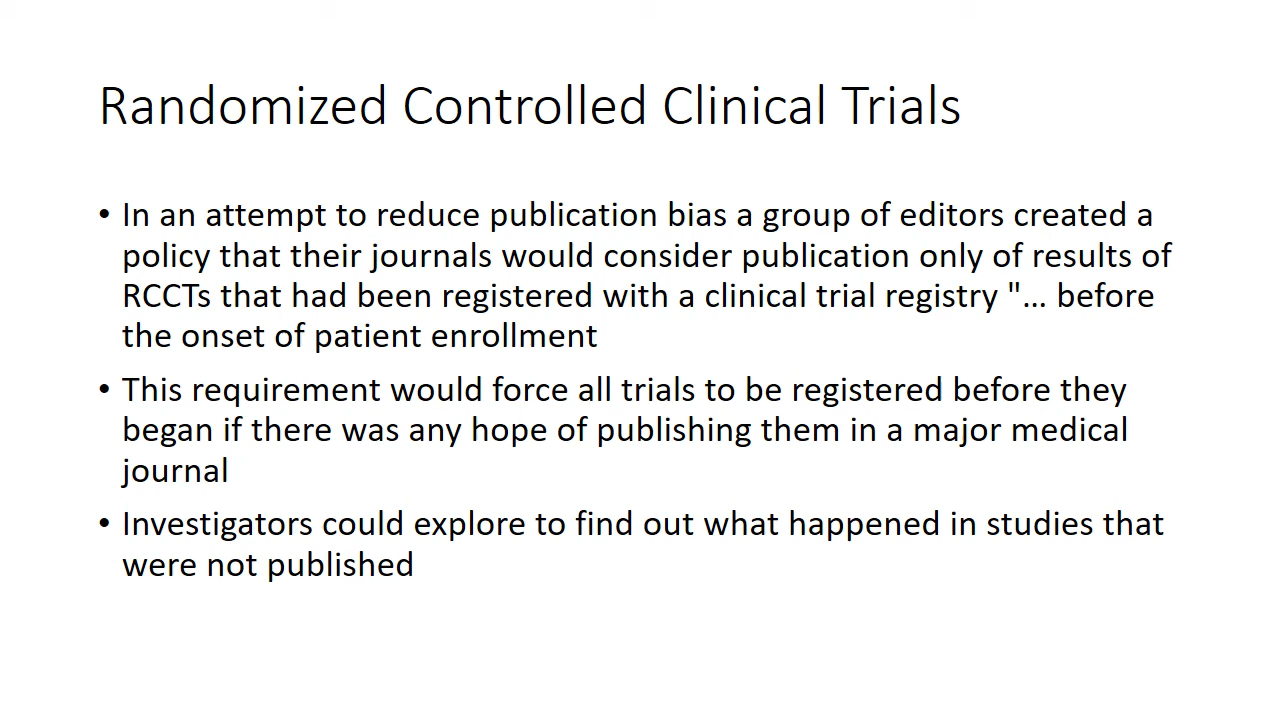 Randomized Controlled Clinical Trials
• In an attempt to reduce publication bias a group of editors created a
policy that their journals would consider publication only of results of
RCCTs that had been registered with a clinical trial registry "... before
the onset of patient enrollment
• This requirement would force all trials to be registered before they
began if there was any hope of publishing them in a major medical
journal
• Investigators could explore to find out what happened in studies that
were not published